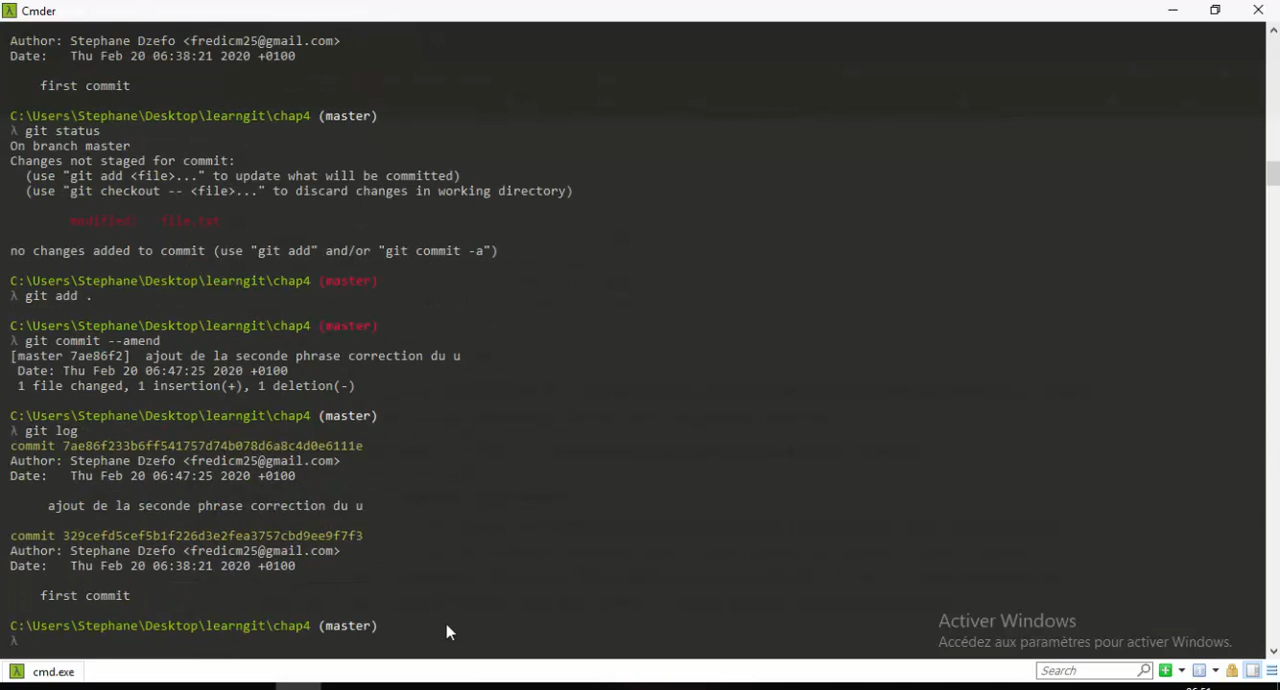 Cmder
Author: Stephane Dzefo <fredicm25@gmail.com>
Date:   Thu Feb 20 06:38:21 2020 +0100
first commit
C:\Users\Stephane\Desktop\learngit\chap4 (master)
λ git status
On branch master
Changes not staged for commit:
(use "git add <file>..." to update what will be committed)
(use "git checkout -- <file>..." to discard changes in working directory)
modified:   file.txt
no changes added to commit (use "git add" and/or "git commit -a")
C:\Users\Stephane\Desktop\learngit\chap4 (master)
λ git add .
C:\Users\Stephane\Desktop\learngit\chap4 (master)
λ git commit --amend
[master 7ae86f2]  ajout de la seconde phrase correction du u
Date: Thu Feb 20 06:47:25 2020 +0100
1 file changed, 1 insertion(+), 1 deletion(-)
C:\Users\Stephane\Desktop\learngit\chap4 (master)
λ git log
commit 7ae86f233b6ff541757d74b078d6a8c4d0e6111e
Author: Stephane Dzefo <fredicm25@gmail.com>
Date:   Thu Feb 20 06:47:25 2020 +0100
ajout de la seconde phrase correction du u
commit 329cefd5cef5b1f226d3e2fea3757cbd9ee9f7f3
Author: Stephane Dzefo <fredicm25@gmail.com>
Date:   Thu Feb 20 06:38:21 2020 +0100
first commit
C:\Users\Stephane\Desktop\learngit\chap4 (master)
λ
Activer Windows
Accédez aux paramètres pour activer Windows.
cmd.exe
Search